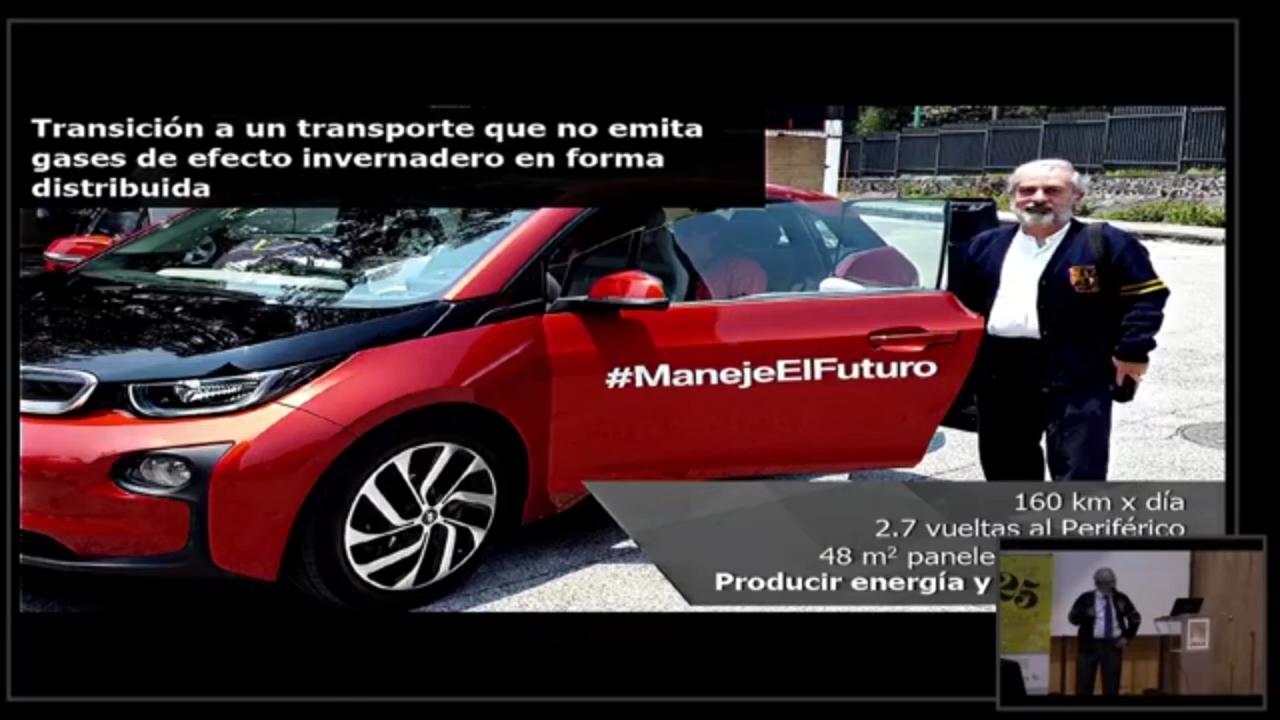 Transición a un transporte que no emita
gases de efecto invernadero en forma
distribuida
#ManejeElFuturo
160 km x día
2.7 vueltas al Periférico
48 m² panele
Producir energía y
25